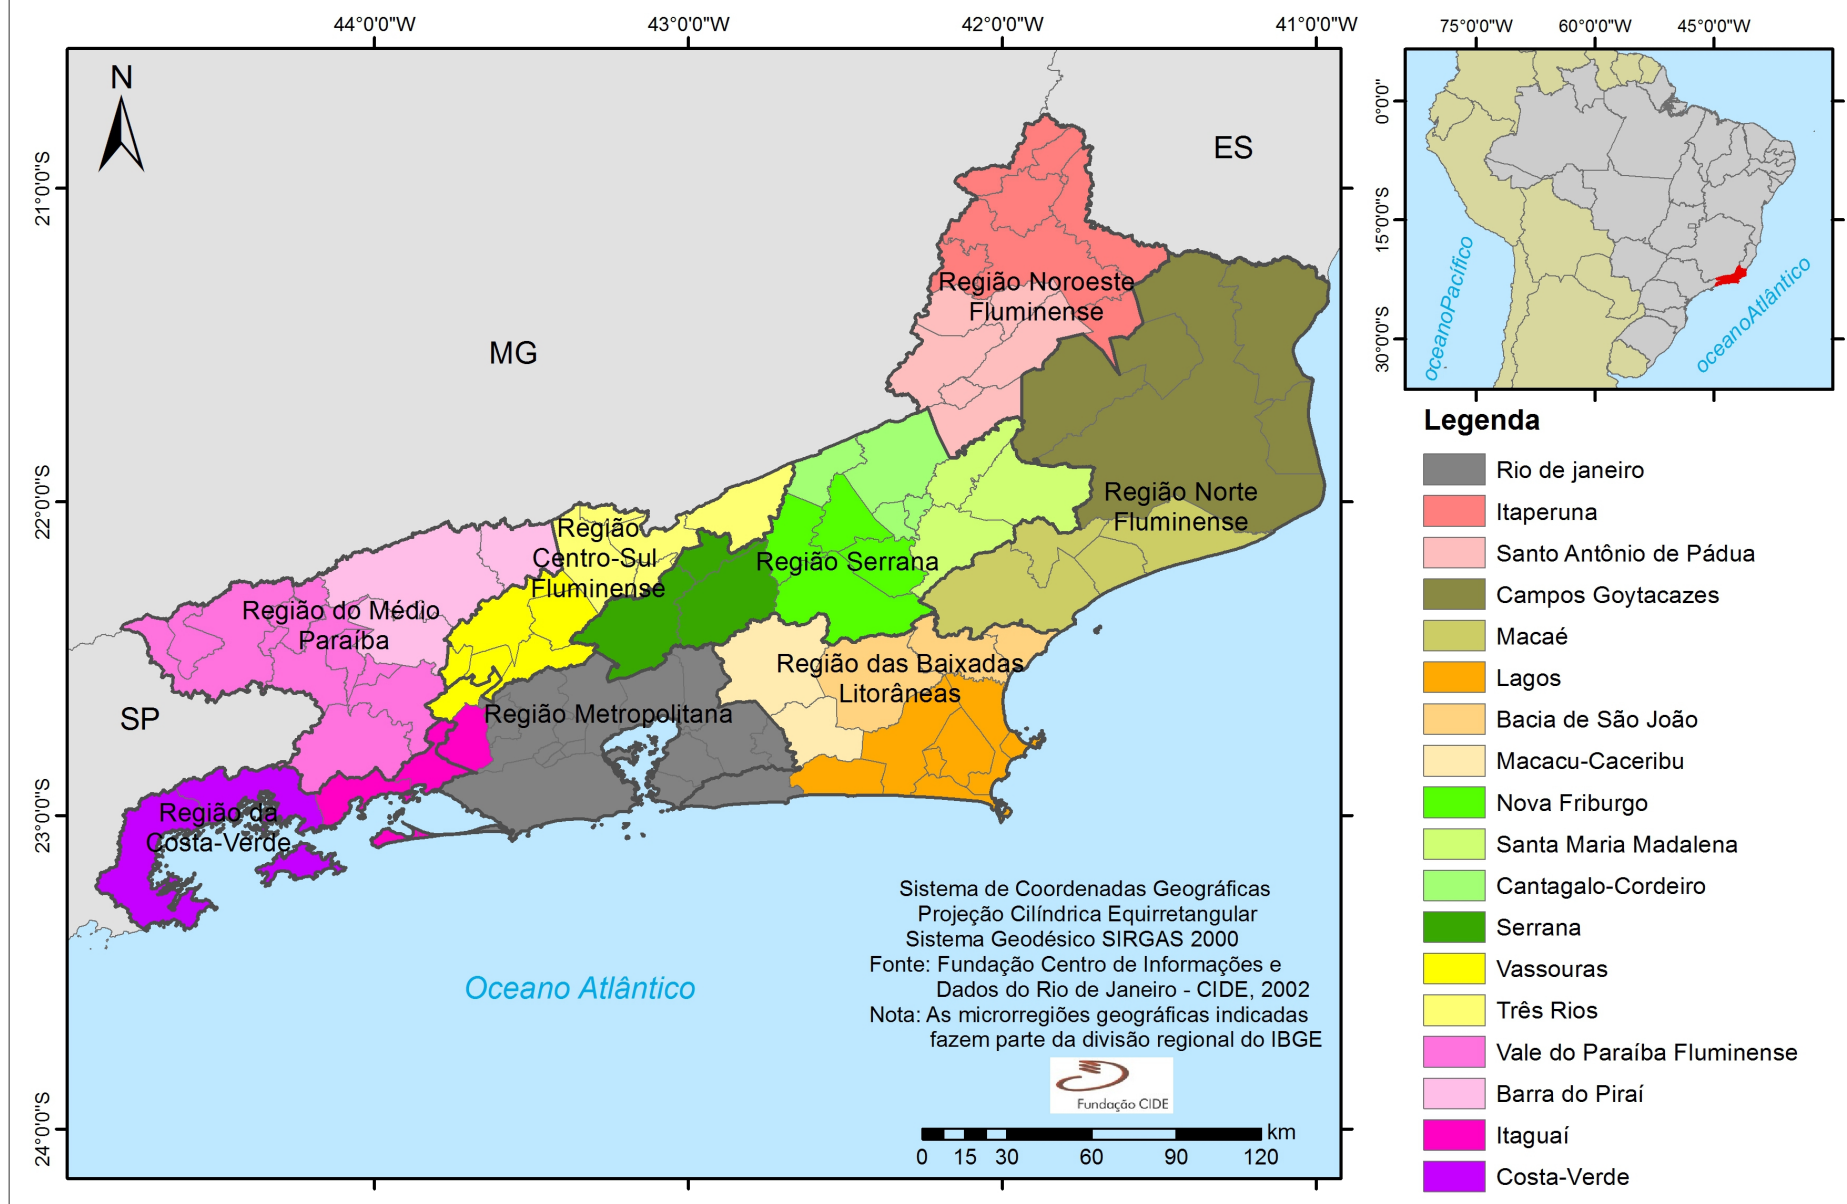 44°0'0"W
43°0'0"W
42°0'0"W
41°0'0"W
75°0'0"W
60°0'0"W
45°0'0"W
N
ES
MG
SP
21°0'0"S
22°0'0"S
23°0'0"S
24°0'0"S
0°0'0"
15°0'0"S
30°0'0"S
oceanoPacífico
oceanoAtlântico
Região Noroeste
Fluminense
Região Norte
Fluminense
Região
Centro-Sul
Fluminense
Região Serrana
Região do Médio
Paraíba
Região das Baixadas
Litorâneas
Região Metropolitana
Região da
Costa-Verde
Oceano Atlântico
Sistema de Coordenadas Geográficas
Projeção Cilíndrica Equirretangular
Sistema Geodésico SIRGAS 2000
Fonte: Fundação Centro de Informações e
Dados do Rio de Janeiro - CIDE, 2002
Nota: As microrregiões geográficas indicadas
fazem parte da divisão regional do IBGE
Fundação CIDE
km
0 15 30 60 90 120
Legenda
Rio de janeiro
Itaperuna
Santo Antônio de Pádua
Campos Goytacazes
Macaé
Lagos
Bacia de São João
Macacu-Caceribu
Nova Friburgo
Santa Maria Madalena
Cantagalo-Cordeiro
Serrana
Vassouras
Três Rios
Vale do Paraíba Fluminense
Barra do Piraí
Itaguaí
Costa-Verde